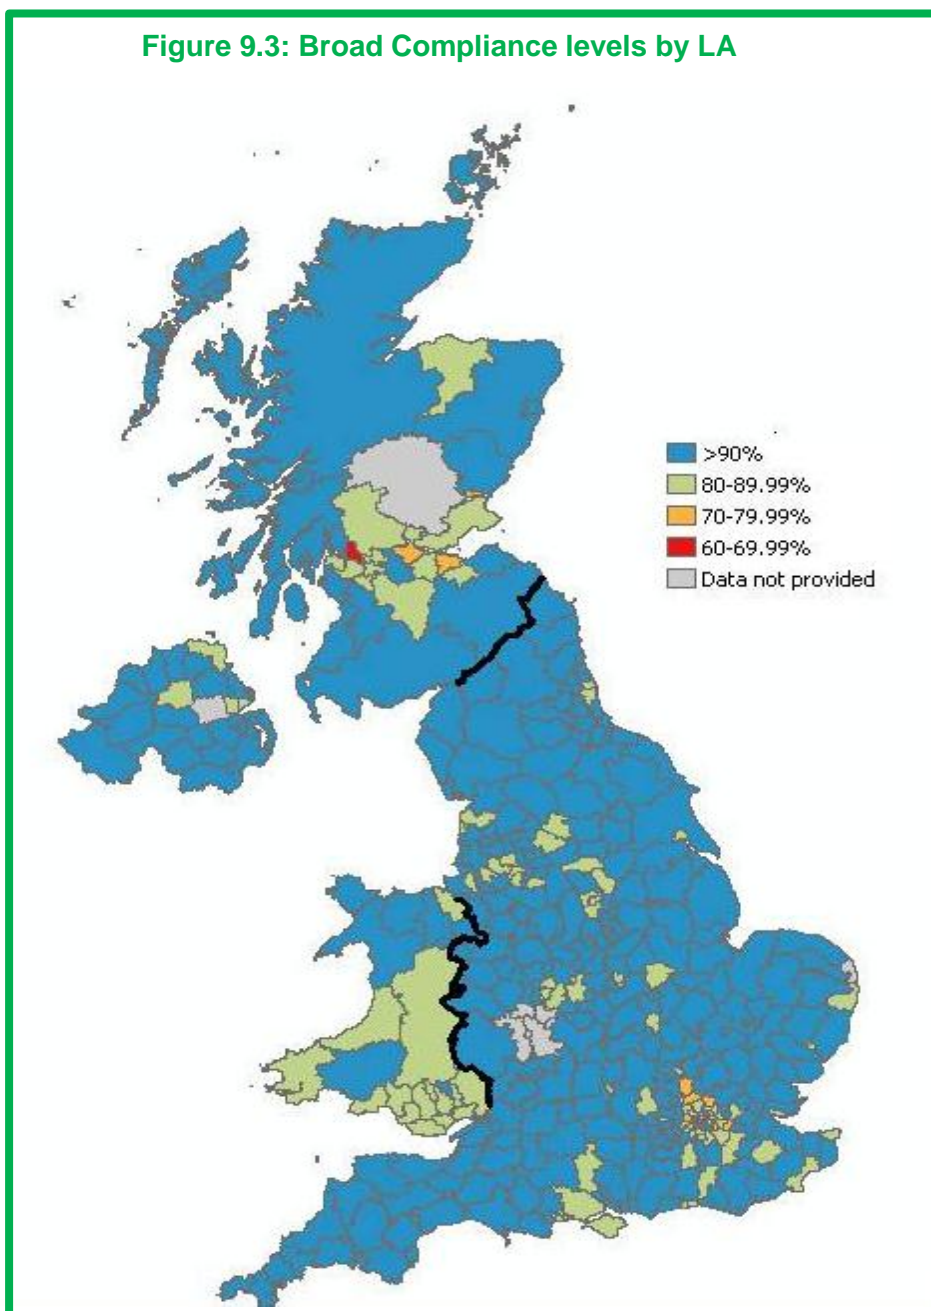 Figure 9.3: Broad Compliance levels by LA
>90%
80-89.99%
70-79.99%
60-69.99%
Data not provided